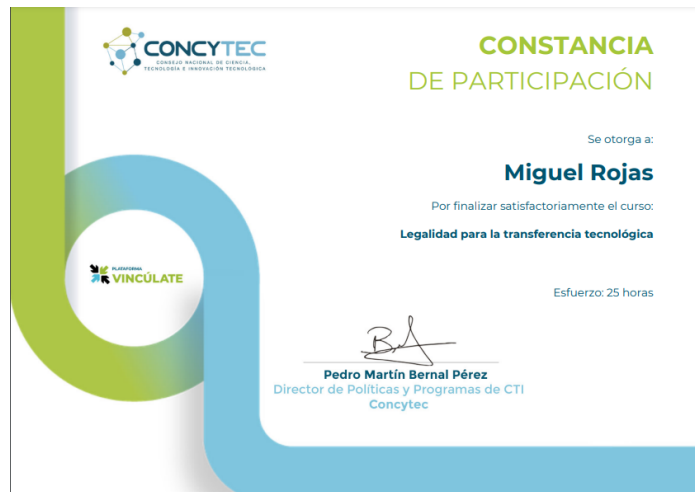 CONCYTEC
CONSEJO NACIONAL DE CIENCIA,
TECNOLOGÍA E INNOVACIÓN TECNOLÓGICA
CONSTANCIA
DE PARTICIPACIÓN
Se otorga a:
Miguel Rojas
Por finalizar satisfactoriamente el curso:
Legalidad para la transferencia tecnológica
PLATAFORMA
VINCÚLATE
Esfuerzo: 25 horas
Pedro Martín Bernal Pérez
Director de Políticas y Programas de CTI
Concytec